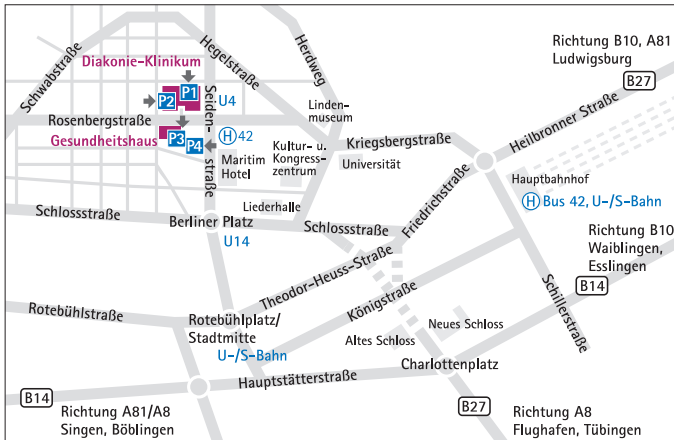 Richtung B10, A81
Ludwigsburg
B27
Schwabstraße
Hegelstraße
Herdweg
Diakonie-Klinikum
P1
P2
U4
Seiden-
straße
Linden-
museum
Heilbronner Straße
Rosenbergstraße
Gesundheitshaus
P3
P4
H 42
Kriegsbergstraße
Maritim
Hotel
Kultur- u.
Kongress-
zentrum
Universität
Hauptbahnhof
H Bus 42, U-/S-Bahn
Friedrichstraße
Liederhalle
Schlossstraße
Berliner Platz
U14
Schlossstraße
Richtung B10
Waiblingen,
Esslingen
B14
Theodor-Heuss-Straße
Königstraße
Schillerstraße
Rotebühlstraße
Rotebühlplatz/
Stadtmitte
U-/S-Bahn
Neues Schloss
Altes Schloss
Charlottenplatz
Hauptstätterstraße
B14
Richtung A81/A8
Singen, Böblingen
B27
Richtung A8
Flughafen, Tübingen